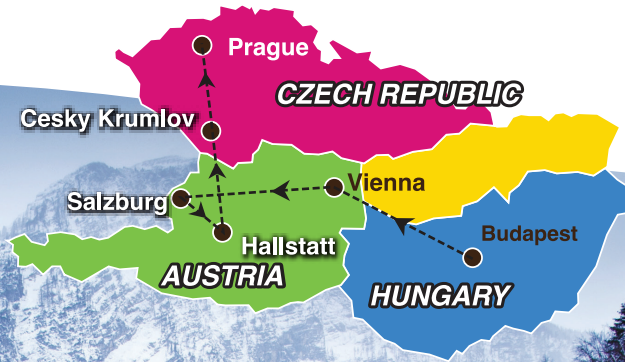 Prague
CZECH REPUBLIC
Cesky Krumlov
Vienna
Salzburg
Budapest
Hallstatt
AUSTRIA
HUNGARY